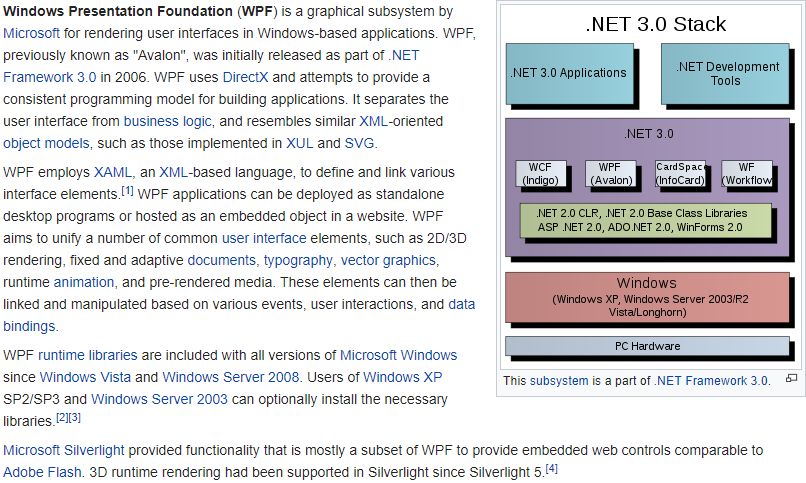 Windows Presentation Foundation (WPF) is a graphical subsystem by
Microsoft for rendering user interfaces in Windows-based applications. WPF,
previously known as "Avalon", was initially released as part of .NET
Framework 3.0 in 2006. WPF uses DirectX and attempts to provide a
consistent programming model for building applications. It separates the
user interface from business logic, and resembles similar XML-oriented
object models, such as those implemented in XUL and SVG.
WPF employs XAML, an XML-based language, to define and link various
interface elements.[1] WPF applications can be deployed as standalone
desktop programs or hosted as an embedded object in a website. WPF
aims to unify a number of common user interface elements, such as 2D/3D
rendering, fixed and adaptive documents, typography, vector graphics,
runtime animation, and pre-rendered media. These elements can then be
linked and manipulated based on various events, user interactions, and data
bindings.
WPF runtime libraries are included with all versions of Microsoft Windows
since Windows Vista and Windows Server 2008. Users of Windows XP
SP2/SP3 and Windows Server 2003 can optionally install the necessary
libraries.[2][3]
Microsoft Silverlight provided functionality that is mostly a subset of WPF to provide embedded web controls comparable to
Adobe Flash. 3D runtime rendering had been supported in Silverlight since Silverlight 5.[4]
.NET 3.0 Stack
.NET 3.0 Applications
.NET Development
Tools
.NET 3.0
WCF
(Indigo)
WPF
(Avalon)
CardSpace
(InfoCard)
WF
(Workflow
.NET 2.0 CLR, .NET 2.0 Base Class Libraries
ASP .NET 2.0, ADO.NET 2.0, WinForms 2.0
Windows
(Windows XP, Windows Server 2003/R2
Vista/Longhorn)
PC Hardware
This subsystem is a part of .NET Framework 3.0.